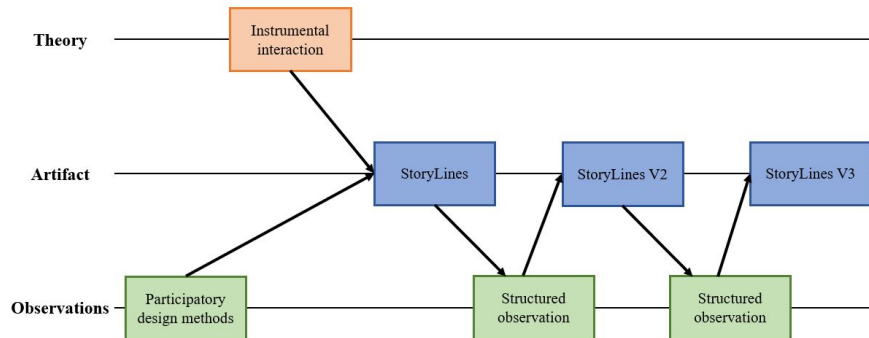 Theory
Instrumental
interaction
Artifact
StoryLines
StoryLines V2
StoryLines V3
Observations
Participatory
design methods
Structured
observation
Structured
observation